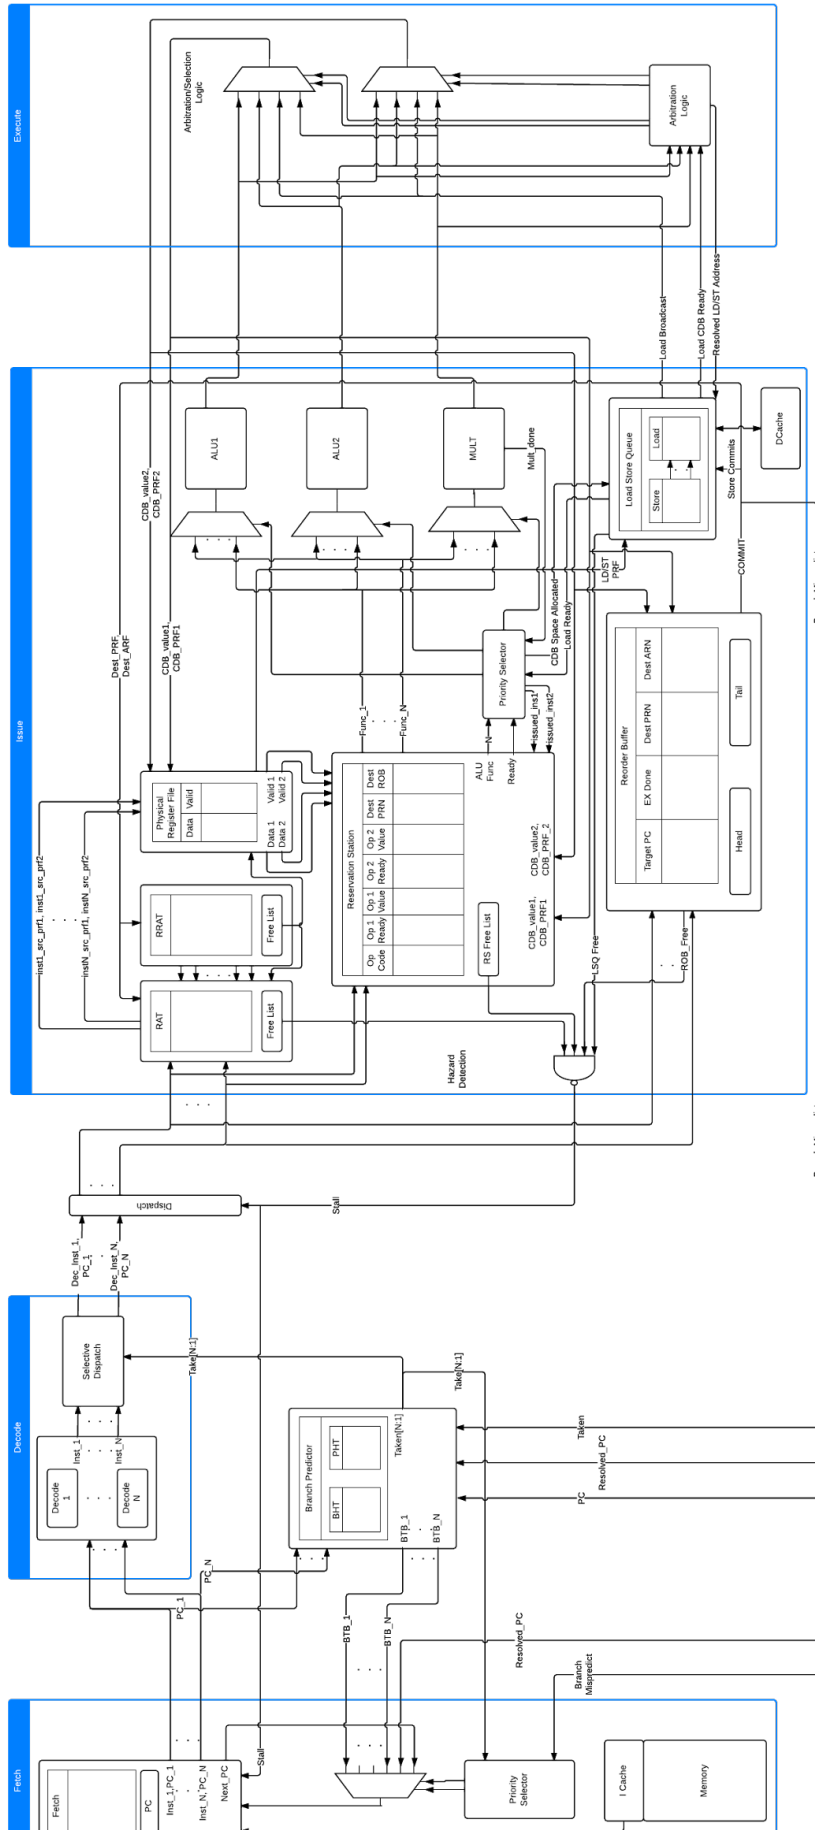 Execute
Arbitration/Selection
Logic
Arbitration
Logic
Load Broadcast
Load CDB Ready
Resolved LD/ST Address
Issue
CDB_value2,
CDB_PRF2
CDB_value1,
CDB_PRF1
Dest_PRF,
Dest_ARF
ALU1
ALU2
MULT
Mult_done
Load Store Queue
Store
Load
DCache
Store Commits
COMMIT
LD/ST
PRF
CDB Space Allocated
Load Ready
Priority Selector
issued_ins1
issued_inst2
N
Func_1
Func_N
inst1_src_prf1, inst1_src_prf2
instN_src_prf1, instN_src_prf2
Physical
Register File
Data
Valid
Data 1
Data 2
Valid 1
Valid 2
RRAT
Free List
RAT
Free List
Reservation Station
Op
Code
Op 1
Ready
Op 1
Value
Op 2
Ready
Op 2
Value
Dest
PRN
Dest
ROB
ALU
Func
Ready
RS Free List
CDB_value1,
CDB_PRF1
CDB_value2,
CDB_PRF_2
Reorder Buffer
Target PC
EX Done
Dest PRN
Dest ARN
Head
Tail
LSQ Free
ROB_Free
Hazard
Detection
Dispatch
Stall
Dec_Inst_1,
PC_1
Dec_Inst_N,
PC_N
Decode
Selective
Dispatch
Take[N:1]
Inst_1
Inst_N
Decode
1
Decode
N
Take[N:1]
Branch Predictor
BHT
PHT
Taken[N:1]
BTB_1
BTB_N
Taken
Resolved_PC
PC
PC_1
PC_N
BTB_1
BTB_N
Resolved_PC
Branch
Mispredict
Fetch
Fetch
PC
Inst_1,PC_1
Inst_N, PC_N
Next_PC
Stall
Priority
Selector
I Cache
Memory